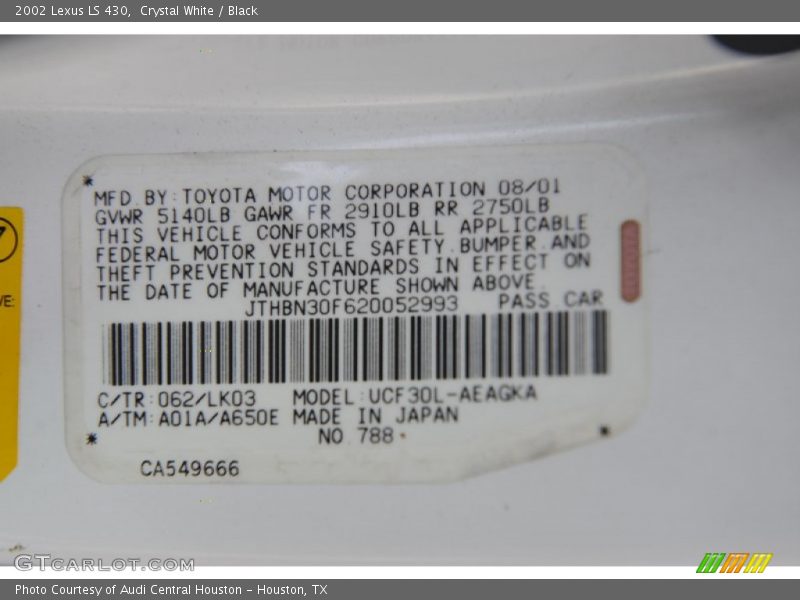 2002 Lexus LS 430,  Crystal White / Black
7
VE:
MFD.BY:TOYOTA MOTOR CORPORATION 08/01
GVWR 5140LB GAWR FR 2910LB RR 2750LB
THIS VEHICLE CONFORMS TO ALL APPLICABLE
FEDERAL MOTOR VEHICLE SAFETY.BUMPER.AND
THEFT PREVENTION STANDARDS IN EFFECT ON
THE DATE OF MANUFACTURE SHOWN ABOVE.
JTHBN30F620052993 PASS.CAR
C/TR:062/LK03 MODEL:UCF30L-AEAGKA
A/TM:A01A/A650E MADE IN JAPAN
NO 788
CA549666
GTCARLOT.com
Photo Courtesy of Audi Central Houston - Houston, TX